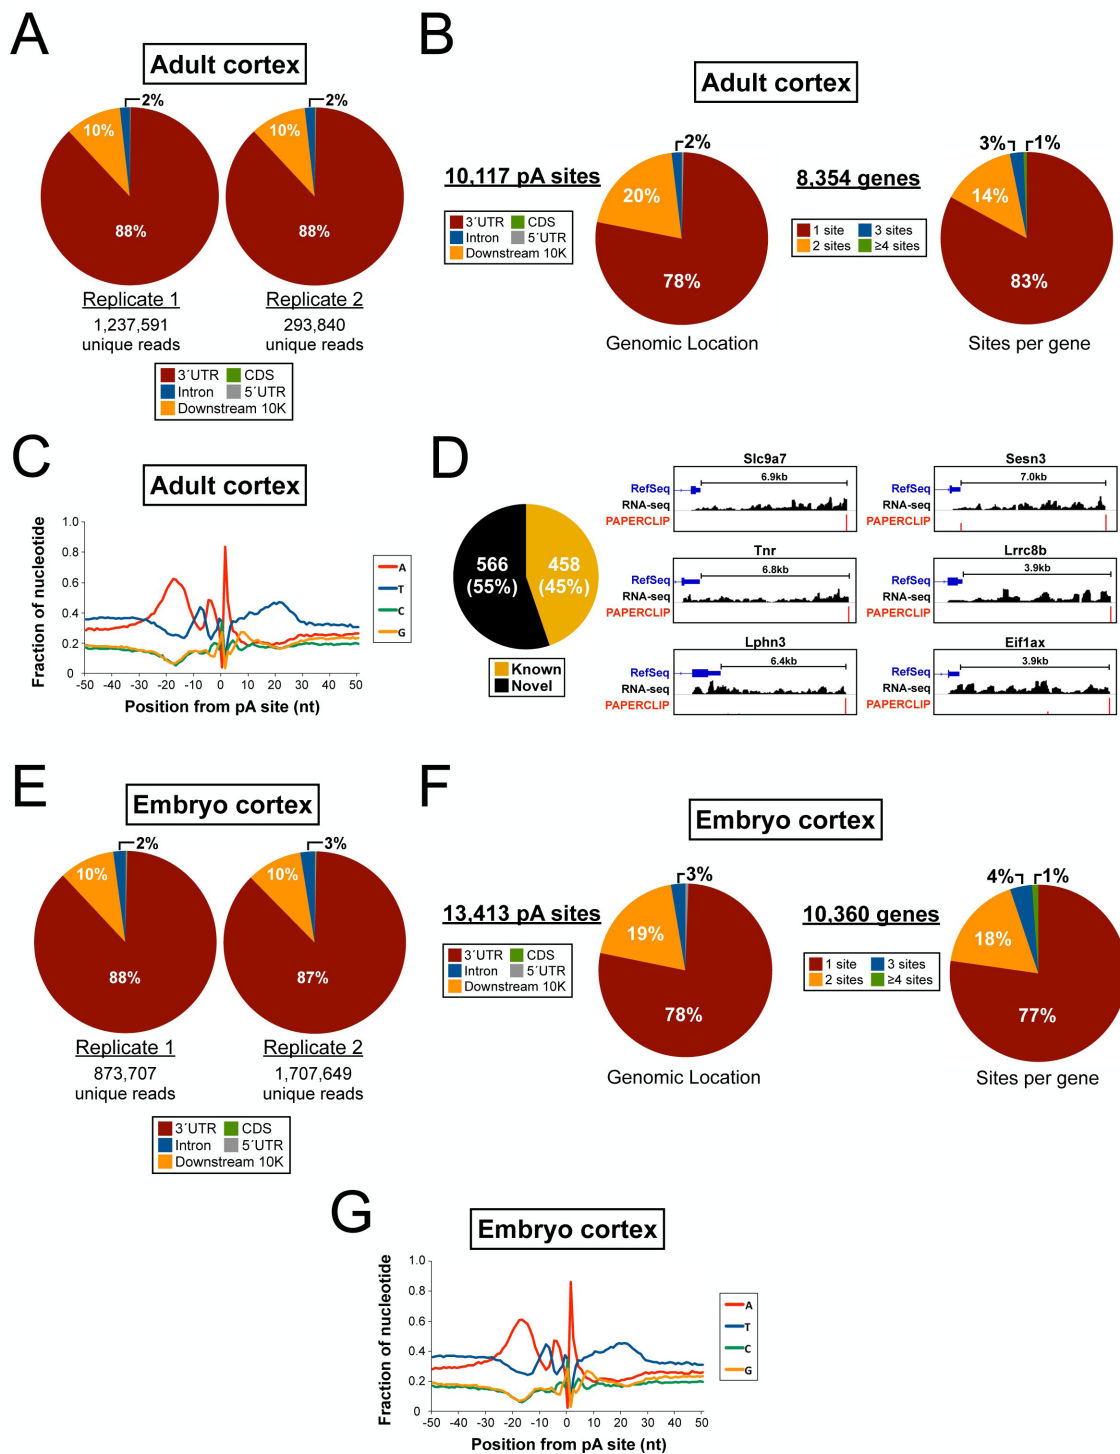 A
Adult cortex
2%
10%
88%
2%
10%
88%
Replicate 1
1,237,591
unique reads
Replicate 2
293,840
unique reads
3´UTR CDS
Intron 5´UTR
Downstream 10K
B
Adult cortex
10,117 pA sites
3´UTR CDS
Intron 5´UTR
Downstream 10K
2%
20%
78%
Genomic Location
8,354 genes
1 site 3 sites
2 sites ≥4 sites
3% 1%
14%
83%
Sites per gene
C
Adult cortex
Fraction of nucleotide
1.0
0.8
0.6
0.4
0.2
0
-50 -40 -30 -20 -10 0 10 20 30 40 50
Position from pA site (nt)
A
T
C
G
D
566
(55%)
458
(45%)
Known
Novel
Slc9a7
6.9kb
RefSeq
RNA-seq
PAPERCLIP
Sesn3
7.0kb
RefSeq
RNA-seq
PAPERCLIP
Tnr
6.8kb
RefSeq
RNA-seq
PAPERCLIP
Lrrc8b
3.9kb
RefSeq
RNA-seq
PAPERCLIP
Lphn3
6.4kb
RefSeq
RNA-seq
PAPERCLIP
Eif1ax
3.9kb
RefSeq
RNA-seq
PAPERCLIP
E
Embryo cortex
2%
10%
88%
3%
10%
87%
Replicate 1
873,707
unique reads
Replicate 2
1,707,649
unique reads
3´UTR CDS
Intron 5´UTR
Downstream 10K
F
Embryo cortex
13,413 pA sites
3´UTR CDS
Intron 5´UTR
Downstream 10K
3%
19%
78%
Genomic Location
10,360 genes
1 site 3 sites
2 sites ≥4 sites
4% 1%
18%
77%
Sites per gene
G
Embryo cortex
Fraction of nucleotide
1.0
0.8
0.6
0.4
0.2
0
-50 -40 -30 -20 -10 0 10 20 30 40 50
Position from pA site (nt)
A
T
C
G